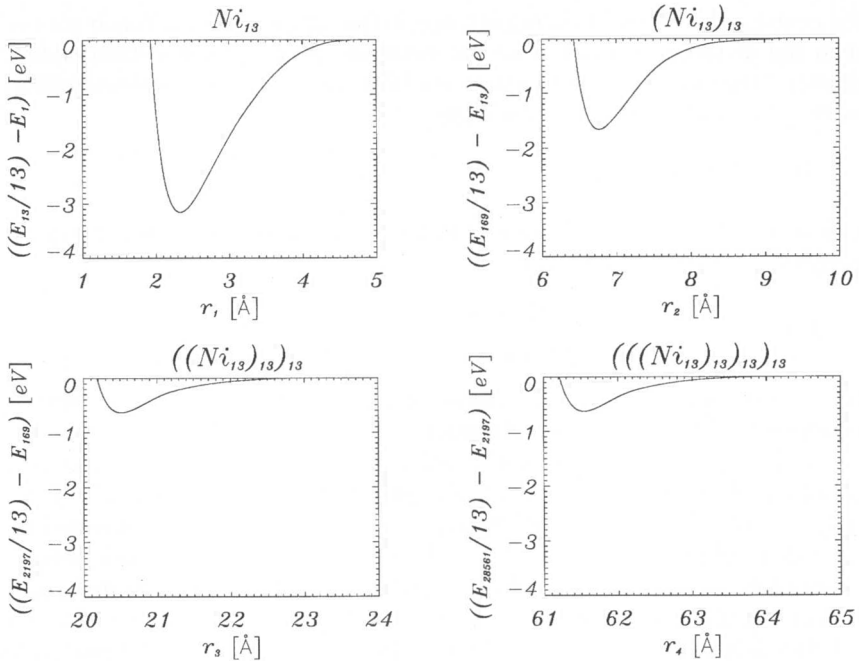 Ni₁₃
((E₁₃/13) −E₁) [eV]
0
−1
−2
−3
−4
1 2 3 4 5
r₁ [Å]
(Ni₁₃)₁₃
((E₁₆₉/13) − E₁₃) [eV]
0
−1
−2
−3
−4
6 7 8 9 10
r₂ [Å]
((Ni₁₃)₁₃)₁₃
((E₂₁₉₇/13) − E₁₆₉) [eV]
0
−1
−2
−3
−4
20 21 22 23 24
r₃ [Å]
(((Ni₁₃)₁₃)₁₃)₁₃
((E₂₈₅₆₁/13) − E₂₁₉₇) [eV]
0
−1
−2
−3
−4
61 62 63 64 65
r₄ [Å]